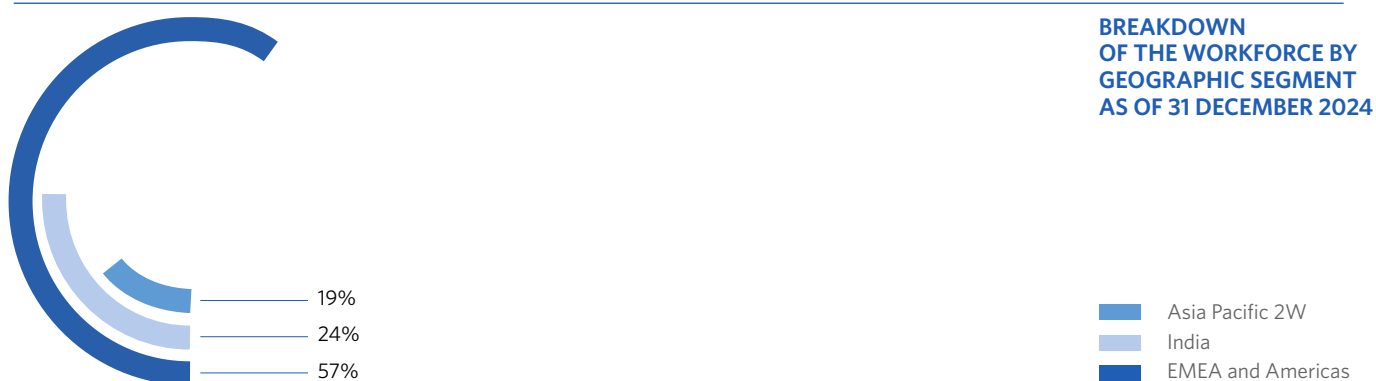 BREAKDOWN
OF THE WORKFORCE BY
GEOGRAPHIC SEGMENT
AS OF 31 DECEMBER 2024
19%
24%
57%
Asia Pacific 2W
India
EMEA and Americas